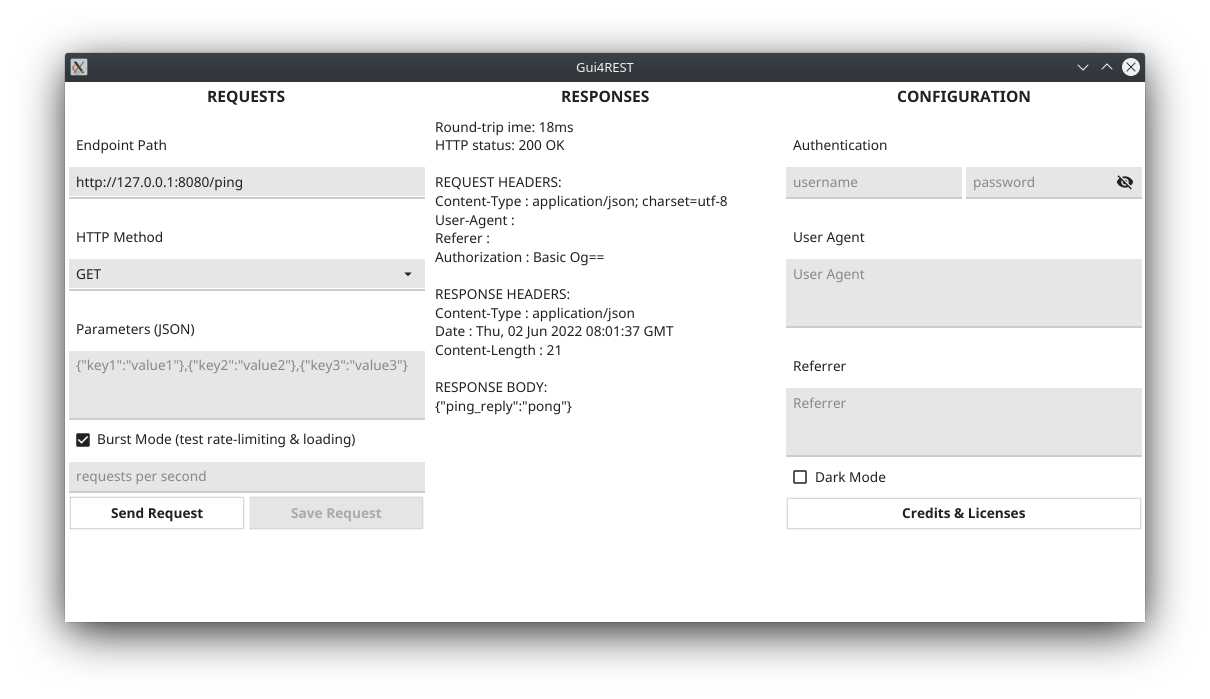 Gui4REST
REQUESTS
Endpoint Path
http://127.0.0.1:8080/ping
HTTP Method
GET
Parameters (JSON)
{"key1":"value1"},{"key2":"value2"},{"key3":"value3"}
Burst Mode (test rate-limiting & loading)
requests per second
Send Request
Save Request
RESPONSES
Round-trip ime: 18ms
HTTP status: 200 OK
REQUEST HEADERS:
Content-Type : application/json; charset=utf-8
User-Agent :
Referer :
Authorization : Basic Og==
RESPONSE HEADERS:
Content-Type : application/json
Date : Thu, 02 Jun 2022 08:01:37 GMT
Content-Length : 21
RESPONSE BODY:
{"ping_reply":"pong"}
CONFIGURATION
Authentication
username
password
User Agent
User Agent
Referrer
Referrer
Dark Mode
Credits & Licenses